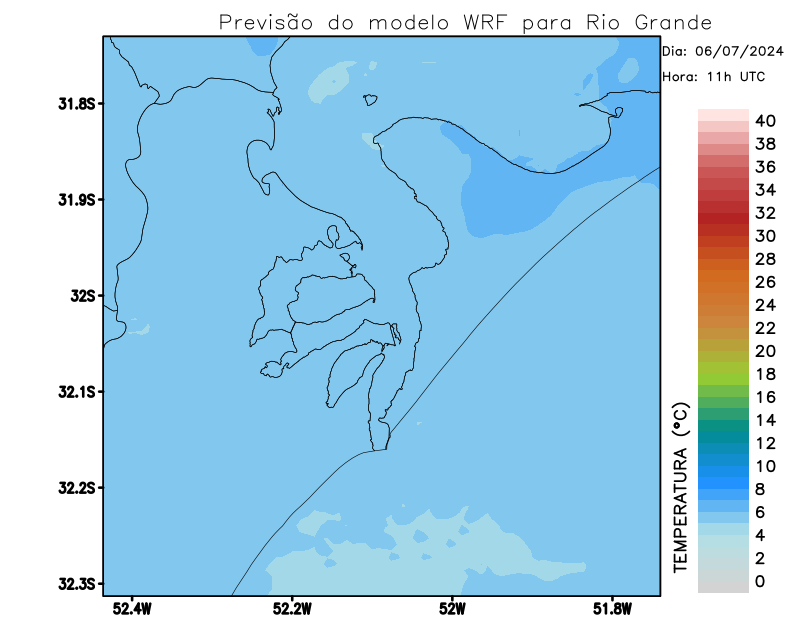 Previsão do modelo WRF para Rio Grande
Dia: 06/07/2024
Hora: 11h UTC
31.8S
31.9S
32S
32.1S
32.2S
32.3S
52.4W
52.2W
52W
51.8W
TEMPERATURA (°C)
40
38
36
34
32
30
28
26
24
22
20
18
16
14
12
10
8
6
4
2
0